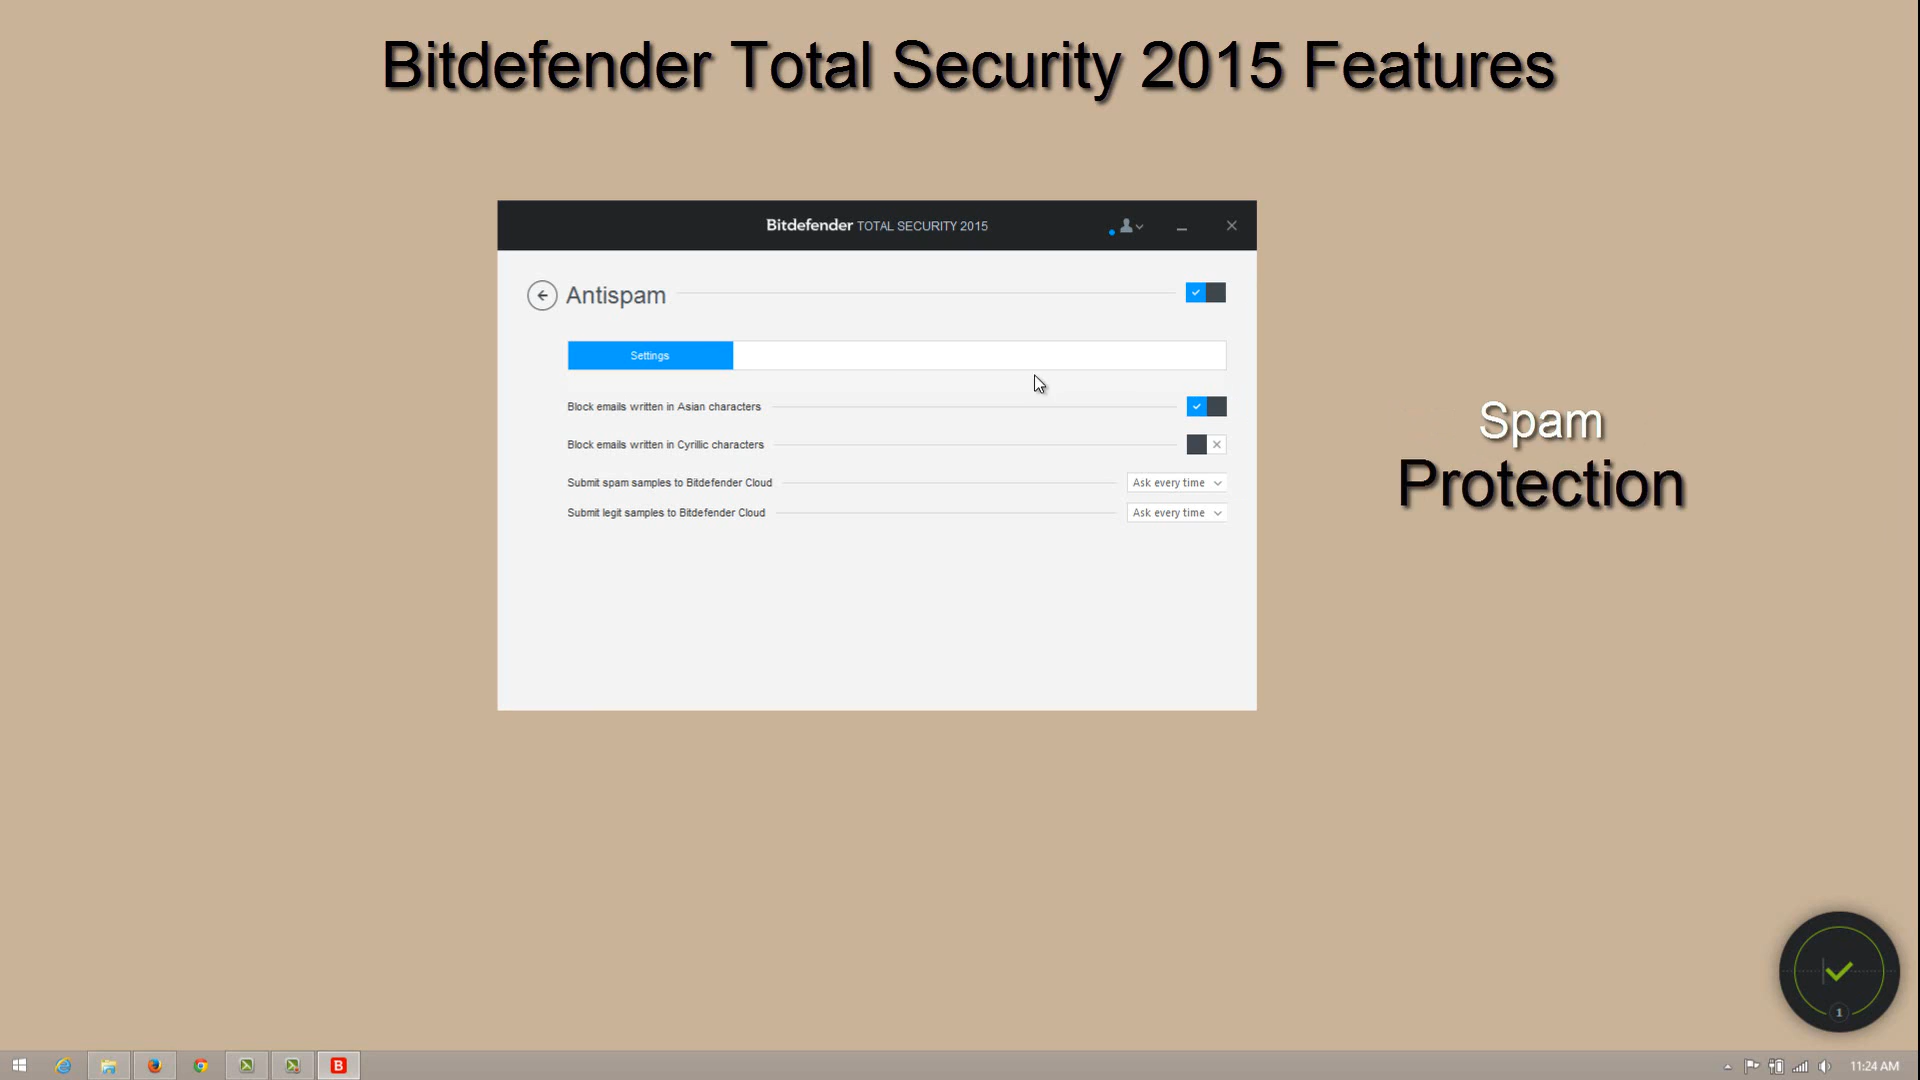 Bitdefender Total Security 2015 Features
Bitdefender TOTAL SECURITY 2015
Antispam
Settings
Block emails written in Asian characters
Block emails written in Cyrillic characters
Submit spam samples to Bitdefender Cloud Ask every time
Submit legit samples to Bitdefender Cloud Ask every time
Spam
Protection
1
B
11:24 AM